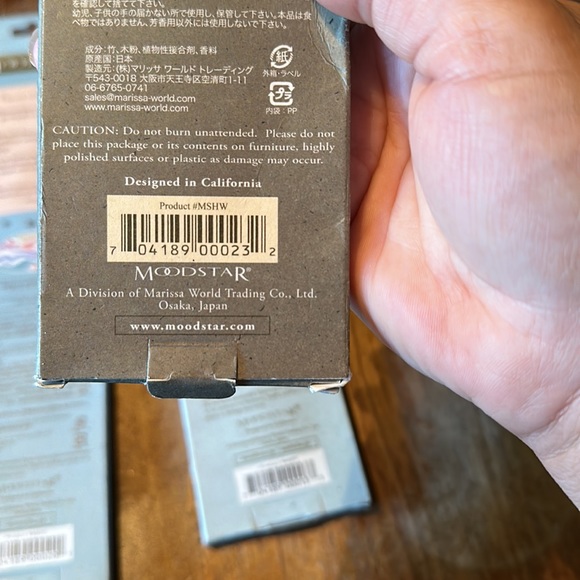 を確認して捨てて下さい。
幼児、子供の手の届かない所で使用し、保管して下さい。本品は食
べ物ではありません、芳香用以外には使用しないで下さい。
成分: 竹、木粉、植物性接合剤、香料
原産国: 日本
製造元: (株)マリッサ ワールド トレーディング
〒543-0018 大阪市天王寺区空清町1-11
06-6765-0741
sales@marissa-world.com
www.marissa-world.com
紙
外箱・ラベル
プラ
内袋: PP
CAUTION: Do not burn unattended. Please do not
place this package or its contents on furniture, highly
polished surfaces or plastic as damage may occur.
Designed in California
Product #MSHW
7 04189 00023 2
MOODSTAR®
A Division of Marissa World Trading Co., Ltd.
Osaka, Japan
www.moodstar.com